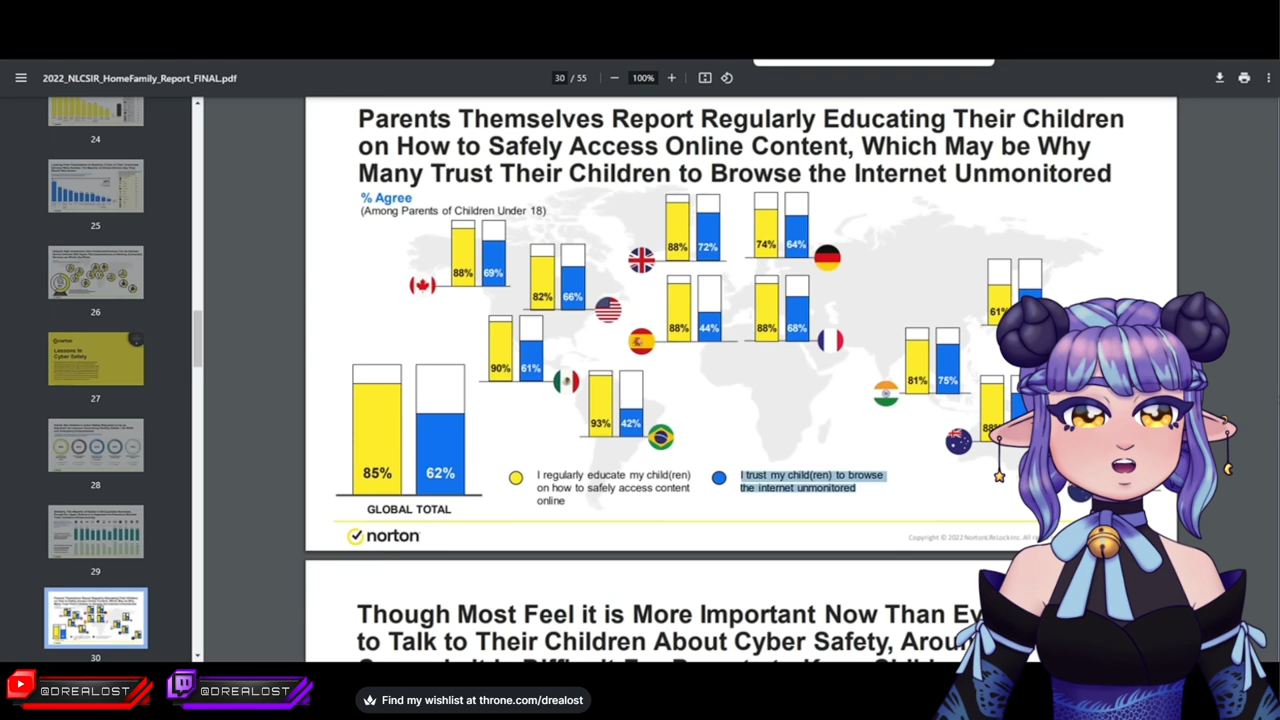 2022_NLCSIR_HomeFamily_Report_FINAL.pdf
30 / 55
100%
24
25
26
norton
Lessons In
Cyber Safety
27
28
29
30
Parents Themselves Report Regularly Educating Their Children
on How to Safely Access Online Content, Which May be Why
Many Trust Their Children to Browse the Internet Unmonitored
% Agree
(Among Parents of Children Under 18)
88% 69%
82% 66%
88% 72%
74% 64%
88% 44%
88% 68%
90% 61%
93% 42%
61%
81% 75%
85% 62%
GLOBAL TOTAL
I regularly educate my child(ren)
on how to safely access content
online
I trust my child(ren) to browse
the internet unmonitored
norton
Copyright © 2022 NortonLifeLock Inc. All
Though Most Feel it is More Important Now Than
to Talk to Their Children About Cyber Safety,
@DREALOST
@DREALOST
Find my wishlist at throne.com/drealost